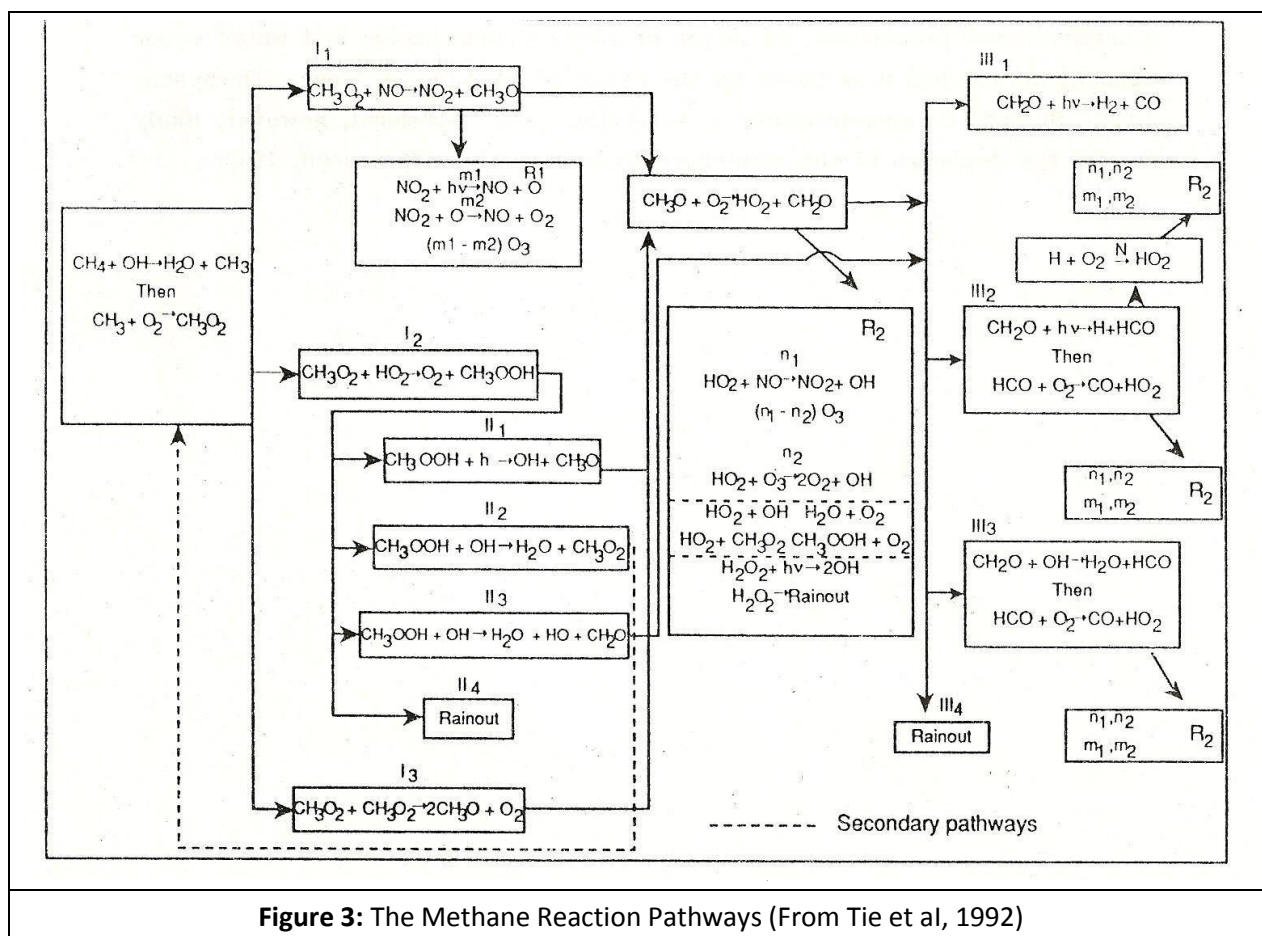 I1
CH3O2 + NO→NO2 + CH3O
m1 R1
NO2 + hν→NO + O
m2
NO2 + O→NO + O2
(m1 - m2) O3
CH4 + OH→H2O + CH3
Then
CH3 + O2→CH3O2
I2
CH3O2 + HO2→O2 + CH3OOH
II1
CH3OOH + h→OH + CH3O
II2
CH3OOH + OH→H2O + CH3O2
II3
CH3OOH + OH→H2O + HO + CH2O
II4
Rainout
I3
CH3O2 + CH3O2→2CH3O + O2
CH3O + O2→HO2 + CH2O
R2
n1
HO2 + NO→NO2 + OH
(n1 - n2) O3
n2
HO2 + O3→2O2 + OH
HO2 + OH H2O + O2
HO2 + CH3O2 CH3OOH + O2
H2O2 + hν→2OH
H2O2→Rainout
III1
CH2O + hν→H2 + CO
n1,n2 R2
m1,m2
N
H + O2→HO2
III2
CH2O + hν→H+HCO
Then
HCO + O2→CO+HO2
n1,n2 R2
m1,m2
III3
CH2O + OH→H2O+HCO
Then
HCO + O2→CO+HO2
III4
Rainout
n1,n2 R2
m1,m2
Secondary pathways
Figure 3: The Methane Reaction Pathways (From Tie et al, 1992)